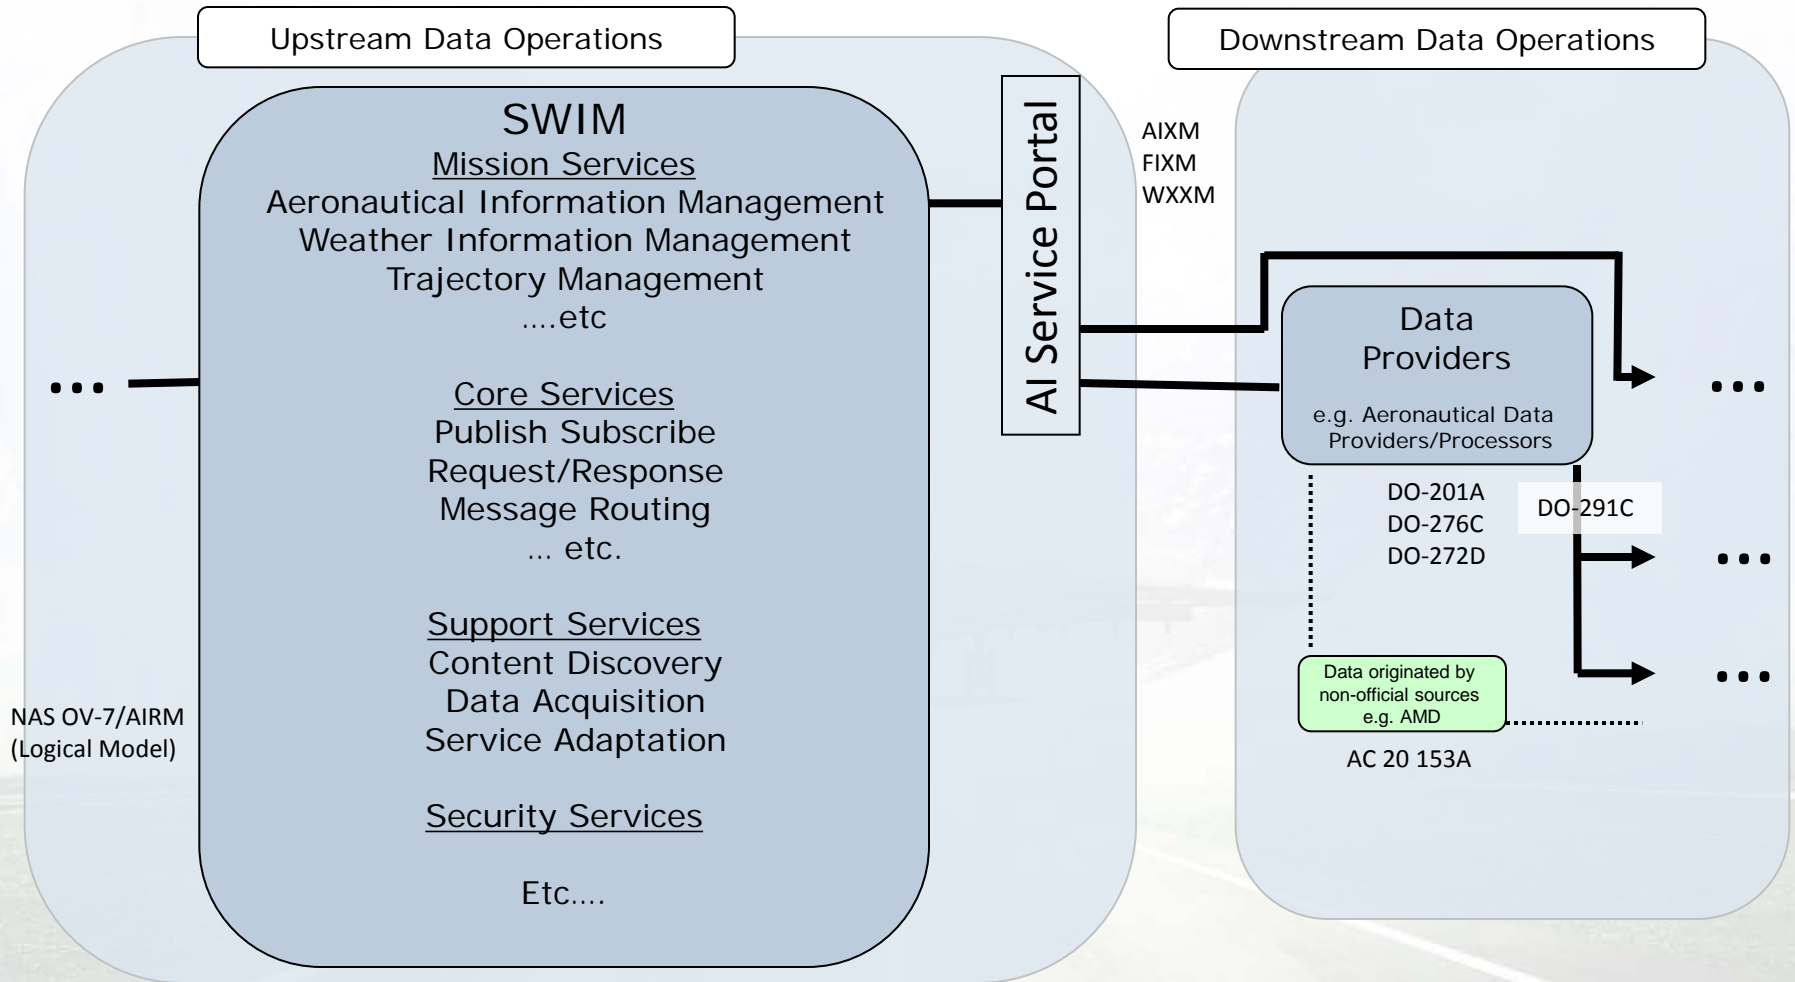 Upstream Data Operations
SWIM
Mission Services
Aeronautical Information Management
Weather Information Management
Trajectory Management
....etc
Core Services
Publish Subscribe
Request/Response
Message Routing
... etc.
Support Services
Content Discovery
Data Acquisition
Service Adaptation
Security Services
Etc....
...
NAS OV-7/AIRM
(Logical Model)
AI Service Portal
AIXM
FIXM
WXXM
Downstream Data Operations
Data
Providers
e.g. Aeronautical Data
Providers/Processors
DO-201A
DO-276C
DO-272D
DO-291C
Data originated by
non-official sources
e.g. AMD
AC 20 153A
...
...
...